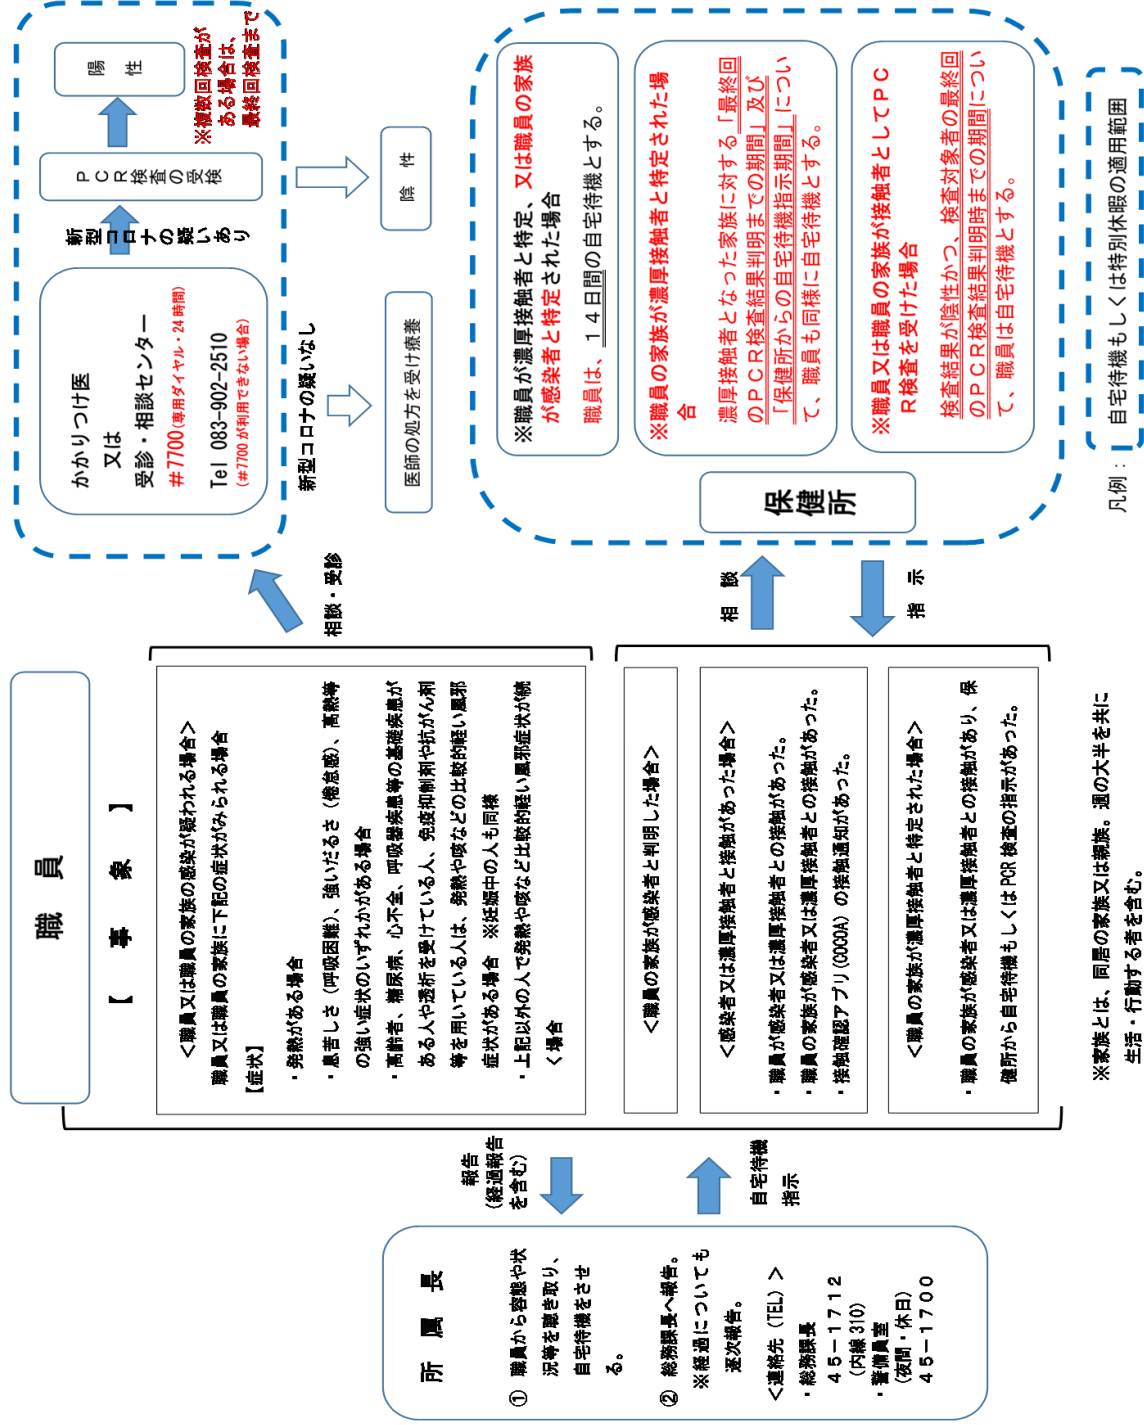 職員
【事象】
＜職員又は職員の家族の感染が疑われる場合＞
職員又は職員の家族に下記の症状がみられる場合
【症状】
・発熱がある場合
・息苦しさ（呼吸困難）、強いだるさ（倦怠感）、高熱等
の強い症状のいずれかがある場合
・高齢者、糖尿病、心不全、呼吸器疾患等の基礎疾患が
ある人や透析を受けている人、免疫抑制剤や抗がん剤
等を用いている人は、発熱や咳などの比較的軽い風邪
症状がある場合　※妊娠中の人も同様
・上記以外の人で発熱や咳など比較的軽い風邪症状が続
く場合
＜職員の家族が感染者と判明した場合＞
＜感染者又は濃厚接触者と接触があった場合＞
・職員が感染者又は濃厚接触者との接触があった。
・職員の家族が感染者又は濃厚接触者との接触があった。
・接触確認アプリ(COCOA) の接触通知があった。
＜職員の家族が濃厚接触者と特定された場合＞
・職員の家族が感染者又は濃厚接触者との接触があり、保
健所から自宅待機もしくは PCR 検査の指示があった。
※家族とは、同居の家族又は親族。週の大半を共に
生活・行動する者を含む。
報告
(経過報告
を含む)
自宅待機
指示
所属長
① 職員から容態や状
況等を聴き取り、
自宅待機をさせ
る。
② 総務課長へ報告。
※経過についても
逐次報告。
＜連絡先（TEL）＞
・総務課長
４５－１７１２
(内線 310)
・警備員室
(夜間・休日)
４５－１７００
相談・受診
かかりつけ医
又は
受診・相談センター
＃7700(専用ダイヤル・24 時間)
Tel 083-902-2510
(＃7700 が利用できない場合)
新型コロナの疑いあり
ＰＣＲ検査の受検
陽性
※複数回検査が
ある場合は、
最終回検査まで
陰性
新型コロナの疑いなし
医師の処方を受け療養
相談
指示
保健所
※職員が濃厚接触者と特定、又は職員の家族
が感染者と特定された場合
職員は、１４日間の自宅待機とする。
※職員の家族が濃厚接触者と特定された場
合
濃厚接触者となった家族に対する「最終回
のＰＣＲ検査結果判明までの期間」及び
「保健所からの自宅待機指示期間」につい
て、職員も同様に自宅待機とする。
※職員又は職員の家族が接触者としてＰＣ
Ｒ検査を受けた場合
検査結果が陰性かつ、検査対象者の最終回
のＰＣＲ検査結果判明時までの期間につい
て、職員は自宅待機とする。
凡例：
自宅待機もしくは特別休暇の適用範囲